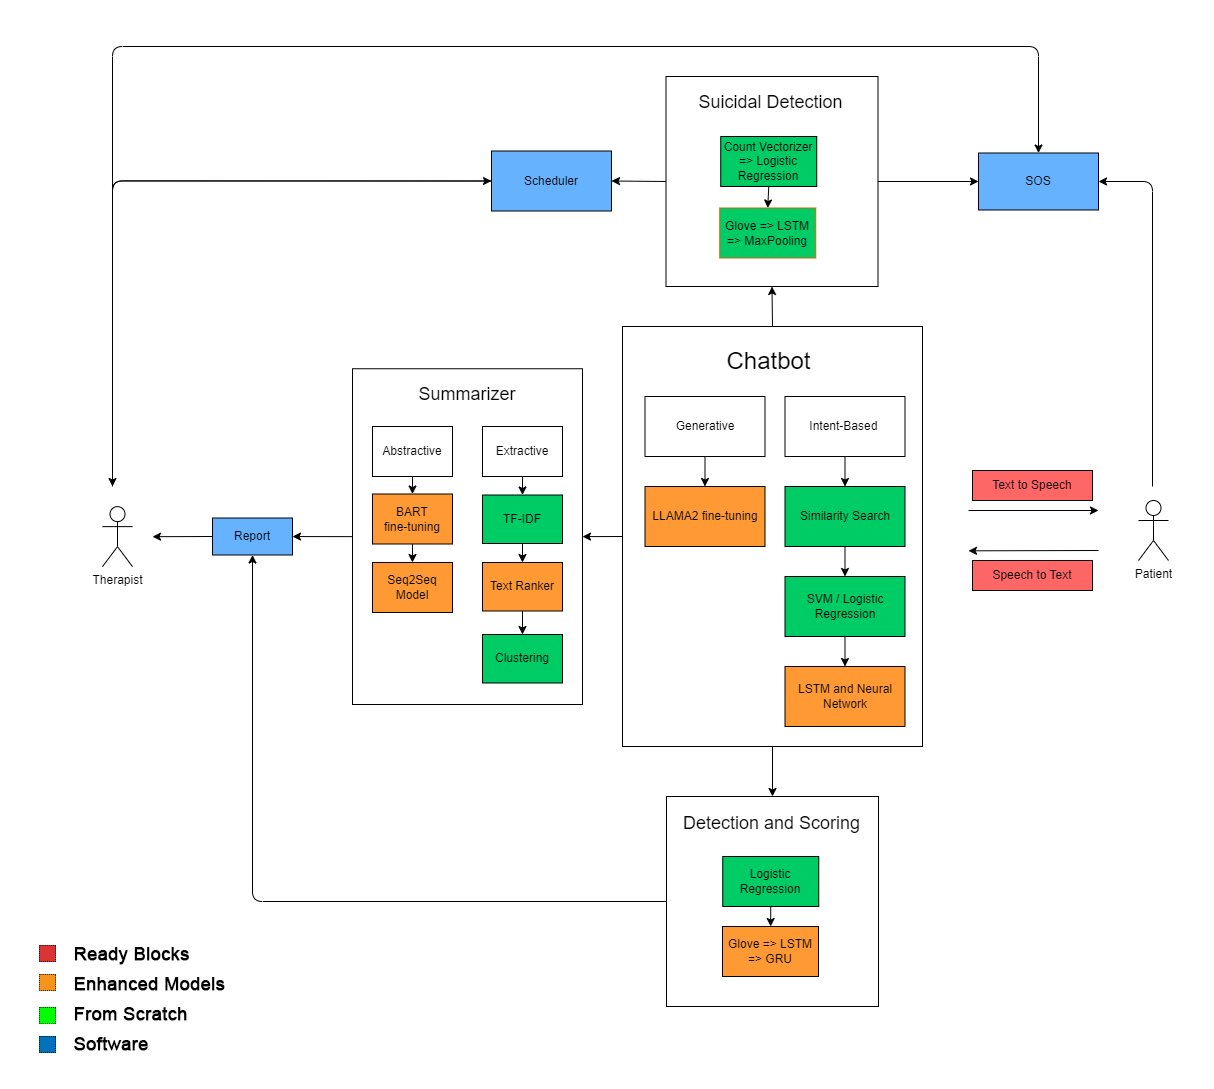 Suicidal Detection
Count Vectorizer
=> Logistic
Regression
Glove => LSTM
=> MaxPooling
Scheduler
SOS
Chatbot
Generative
Intent-Based
LLAMA2 fine-tuning
Similarity Search
SVM / Logistic
Regression
LSTM and Neural
Network
Summarizer
Abstractive
Extractive
BART
fine-tuning
TF-IDF
Seq2Seq
Model
Text Ranker
Clustering
Text to Speech
Speech to Text
Patient
Report
Therapist
Detection and Scoring
Logistic
Regression
Glove => LSTM
=> GRU
Ready Blocks
Enhanced Models
From Scratch
Software